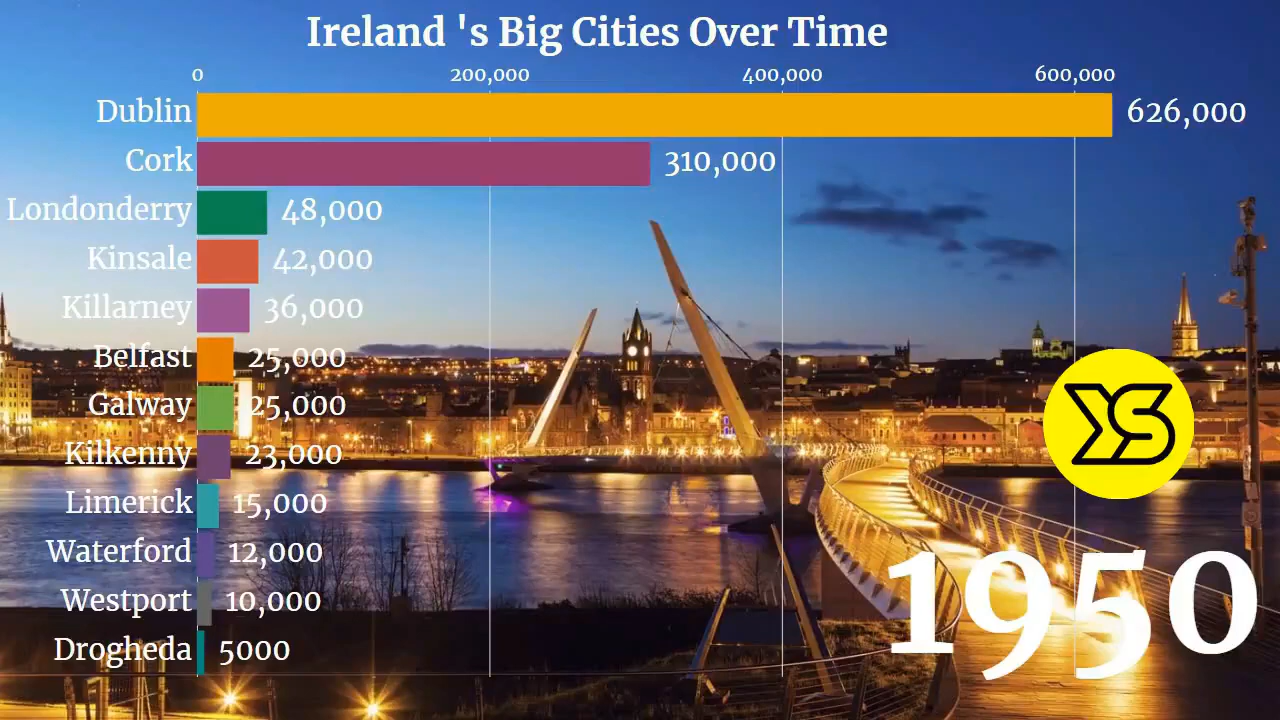 Ireland 's Big Cities Over Time
0 200,000 400,000 600,000
Dublin 626,000
Cork 310,000
Londonderry 48,000
Kinsale 42,000
Killarney 36,000
Belfast 25,000
Galway 25,000
Kilkenny 23,000
Limerick 15,000
Waterford 12,000
Westport 10,000
Drogheda 5000
YS
1950